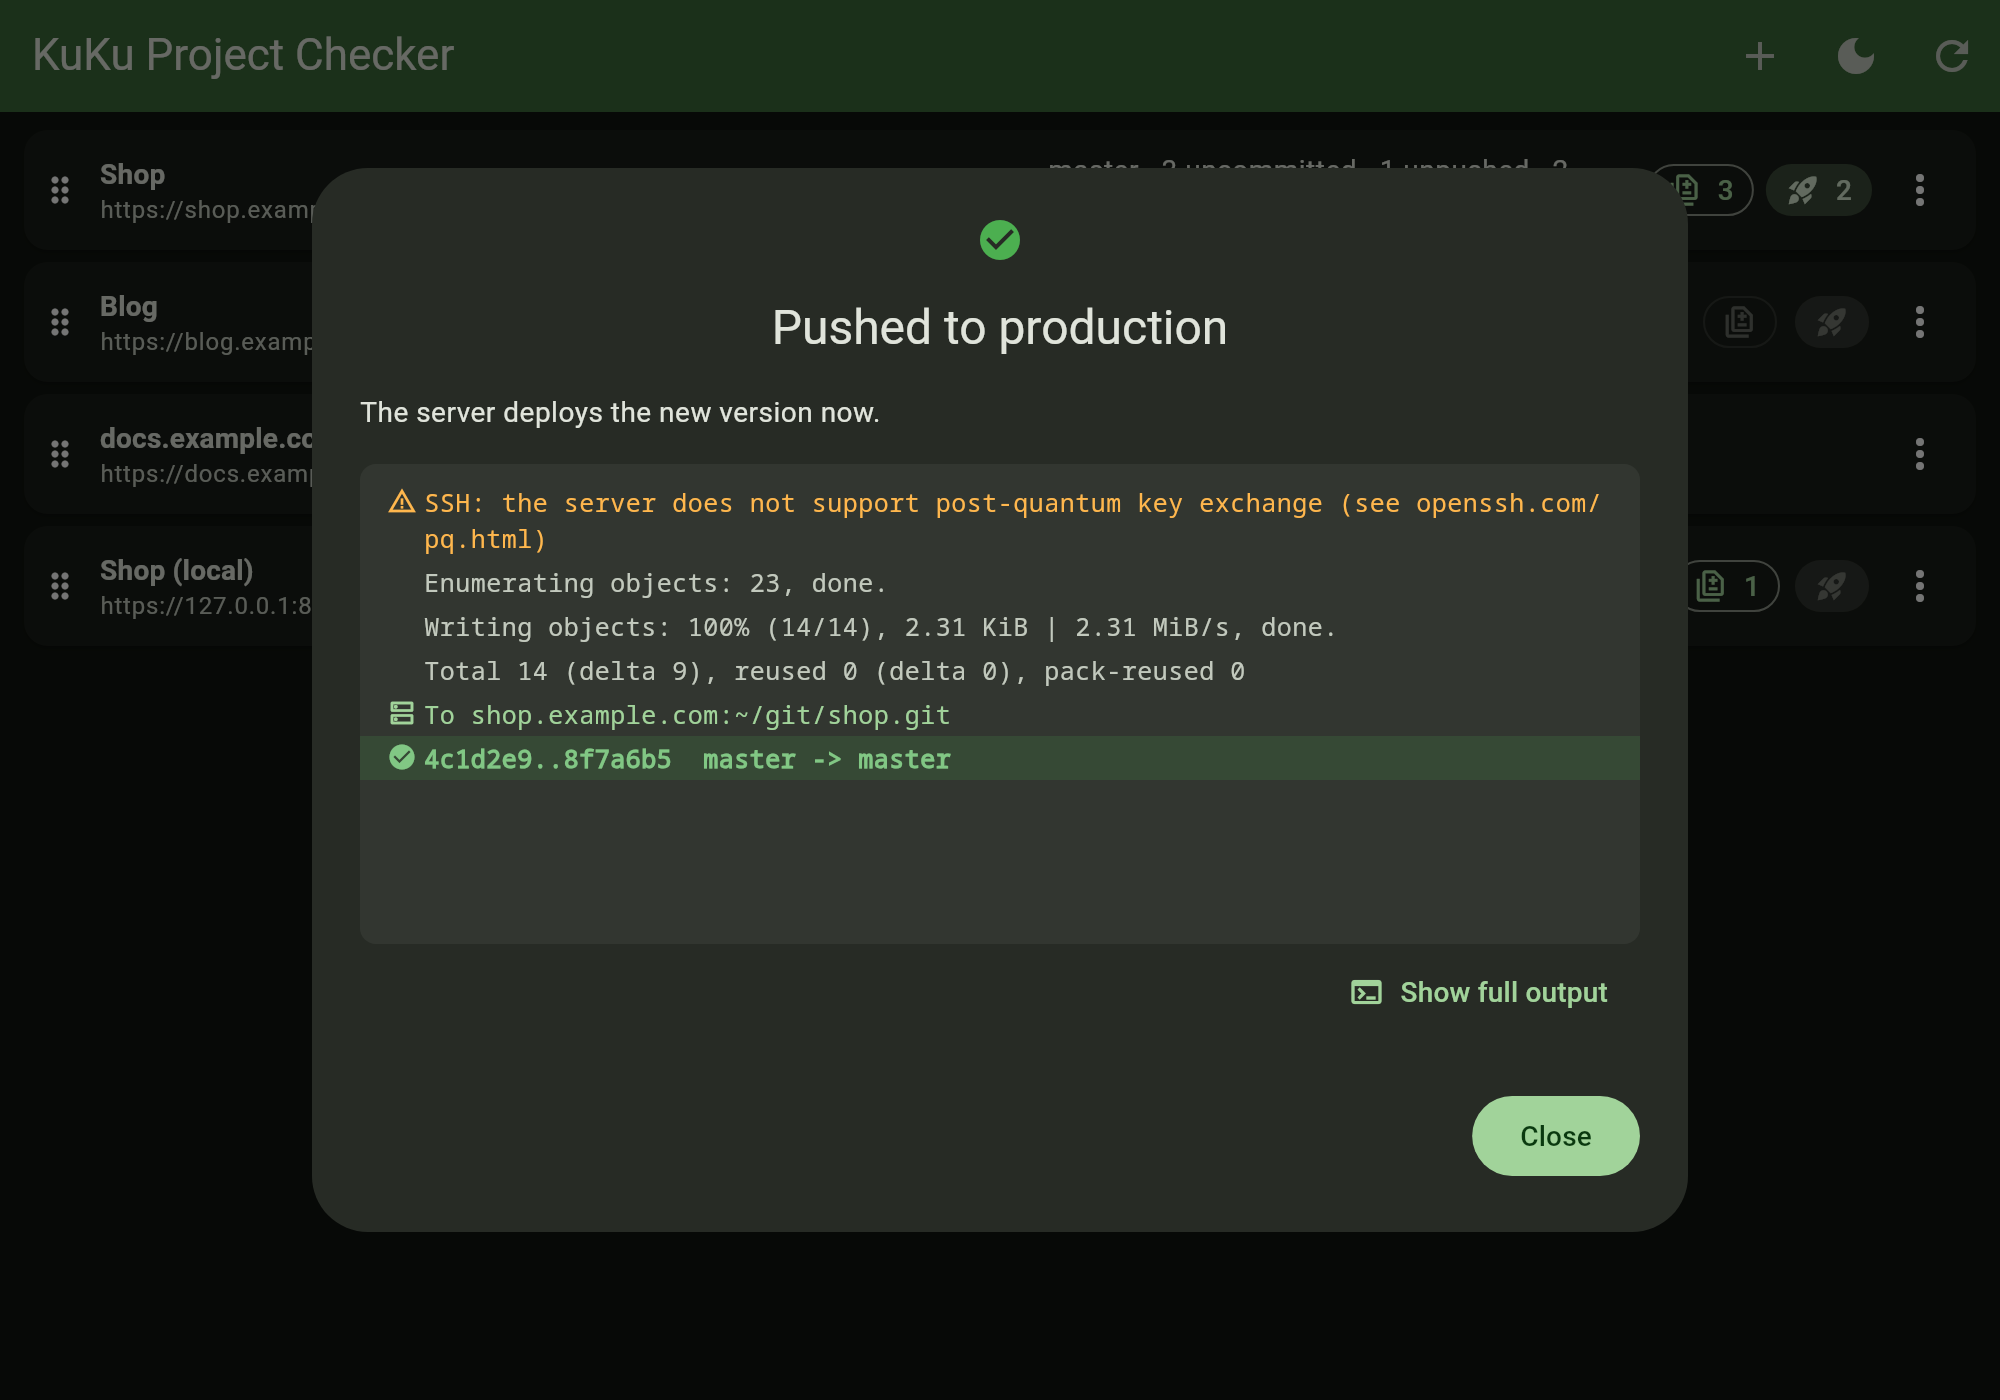 KuKu Project Checker
Shop
https://shop.examp
3
2
Blog
https://blog.examp
docs.example.co
https://docs.examp
Shop (local)
https://127.0.0.1:8
1
Pushed to production
The server deploys the new version now.
SSH: the server does not support post-quantum key exchange (see openssh.com/
pq.html)
Enumerating objects: 23, done.
Writing objects: 100% (14/14), 2.31 KiB | 2.31 MiB/s, done.
Total 14 (delta 9), reused 0 (delta 0), pack-reused 0
To shop.example.com:~/git/shop.git
4c1d2e9..8f7a6b5  master -> master
Show full output
Close